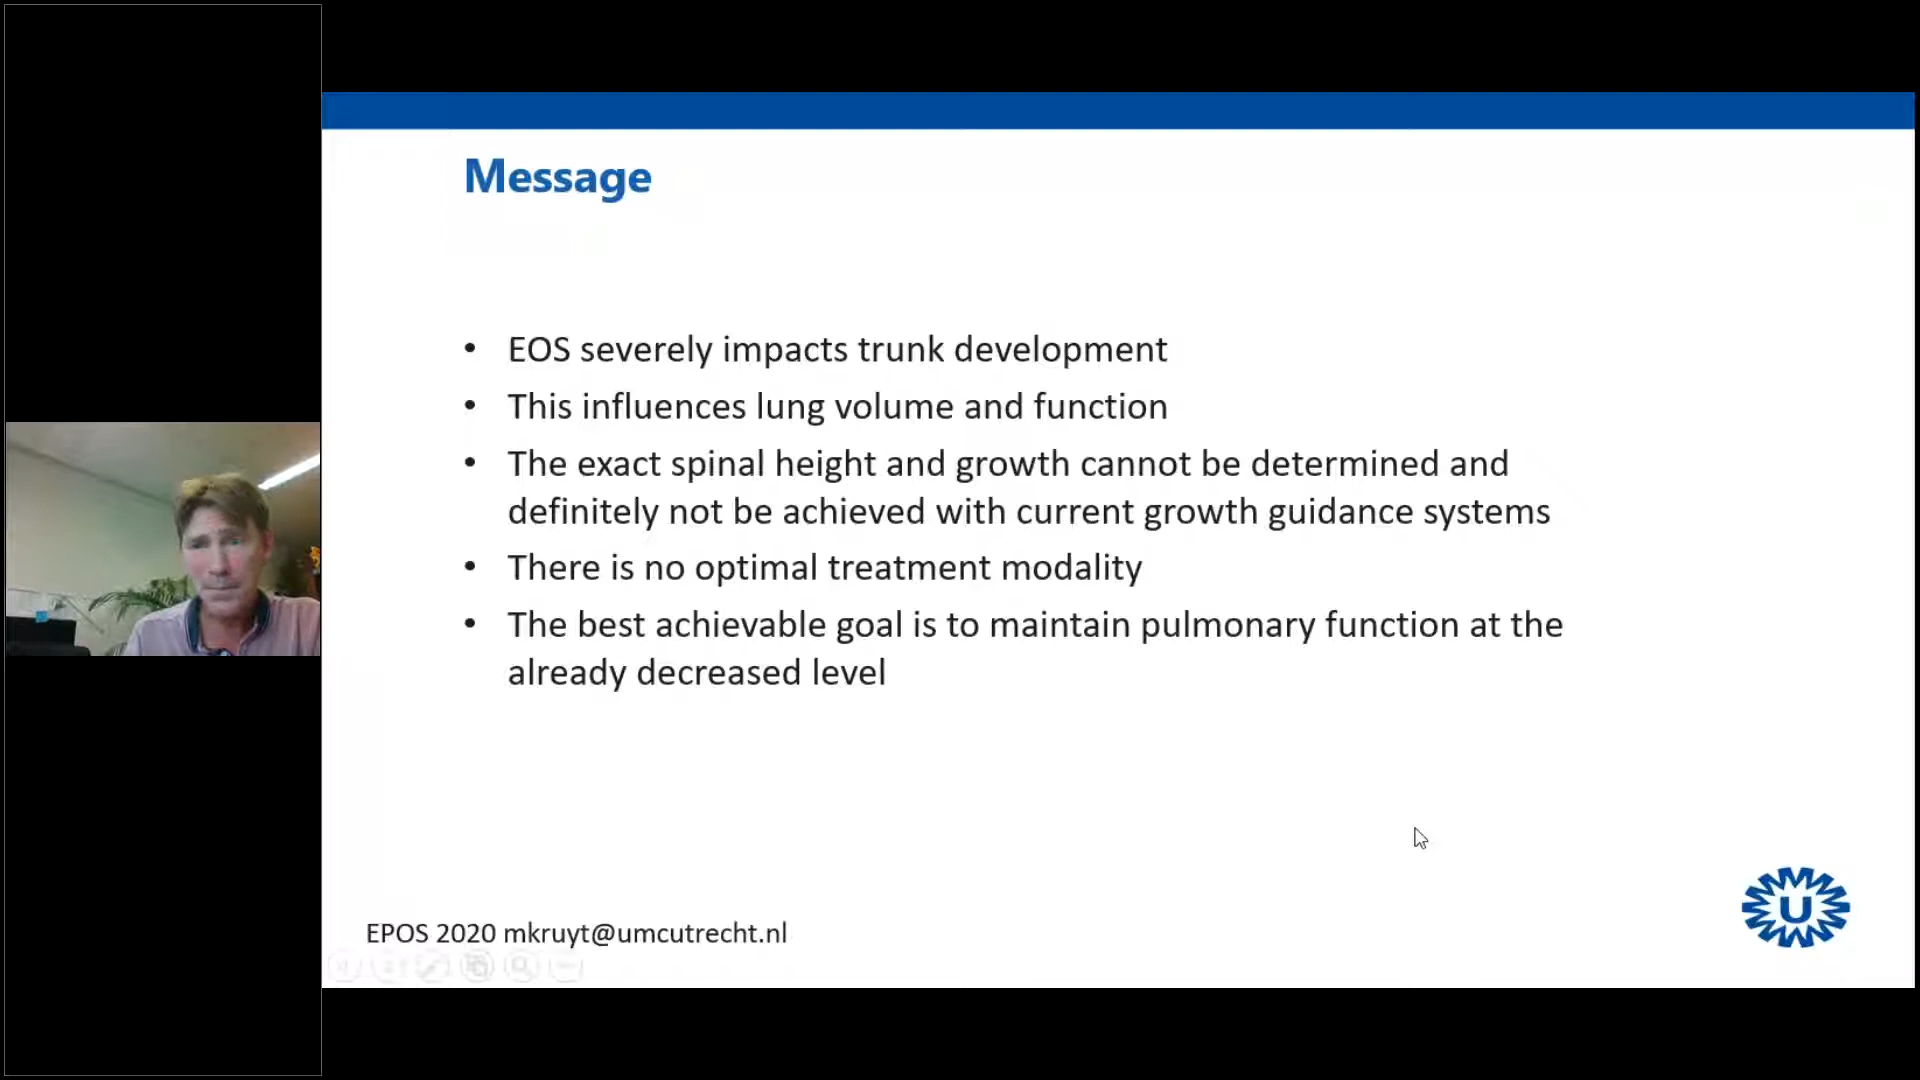 Message
• EOS severely impacts trunk development
• This influences lung volume and function
• The exact spinal height and growth cannot be determined and
definitely not be achieved with current growth guidance systems
• There is no optimal treatment modality
• The best achievable goal is to maintain pulmonary function at the
already decreased level
EPOS 2020 mkruyt@umcutrecht.nl
U